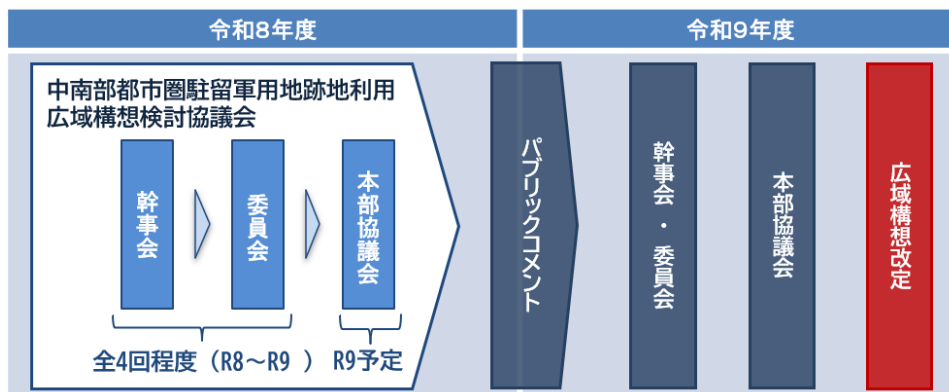 令和8年度
令和9年度
中南部都市圏駐留軍用地跡地利用
広域構想検討協議会
幹事会
委員会
本部協議会
全4回程度（R8～R9 ）
R9予定
パブリックコメント
幹事会・委員会
本部協議会
広域構想改定